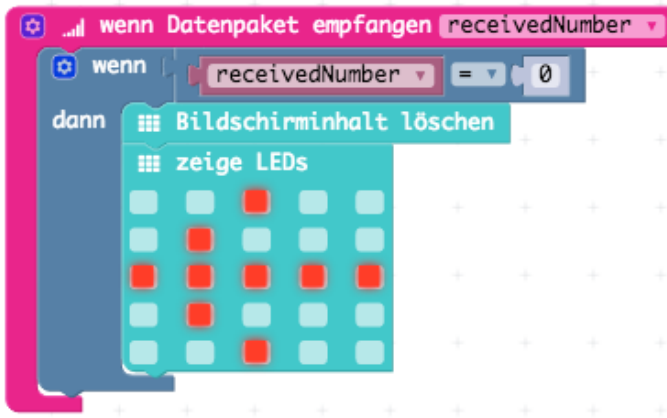 wenn Datenpaket empfangen receivedNumber
wenn receivedNumber = 0
dann Bildschirminhalt löschen
zeige LEDs